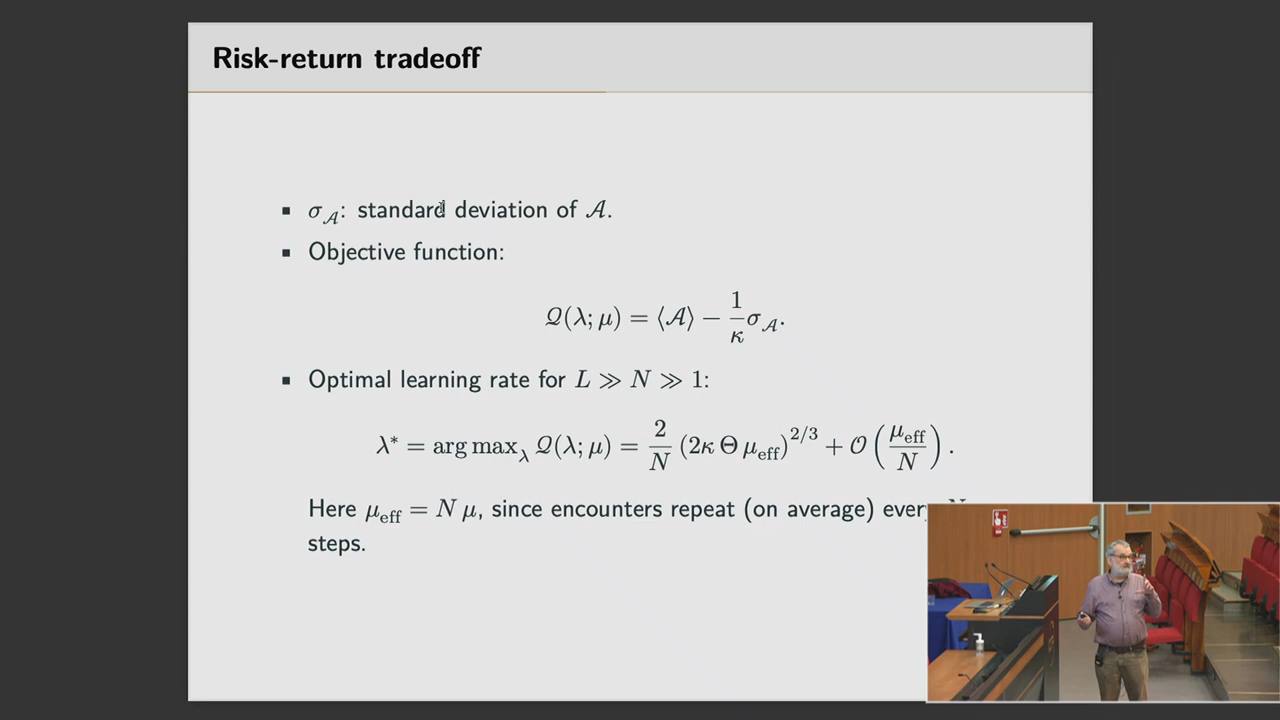 Risk-return tradeoff
▪ σ_𝒜: standard deviation of 𝒜.
▪ Objective function:
𝒬(λ; μ) = ⟨𝒜⟩ − 1/κ σ_𝒜.
▪ Optimal learning rate for L ≫ N ≫ 1:
λ* = arg max_λ 𝒬(λ; μ) = 2/N (2κ Θ μ_eff)^{2/3} + 𝒪(μ_eff/N).
Here μ_eff = N μ, since encounters repeat (on average)
steps.